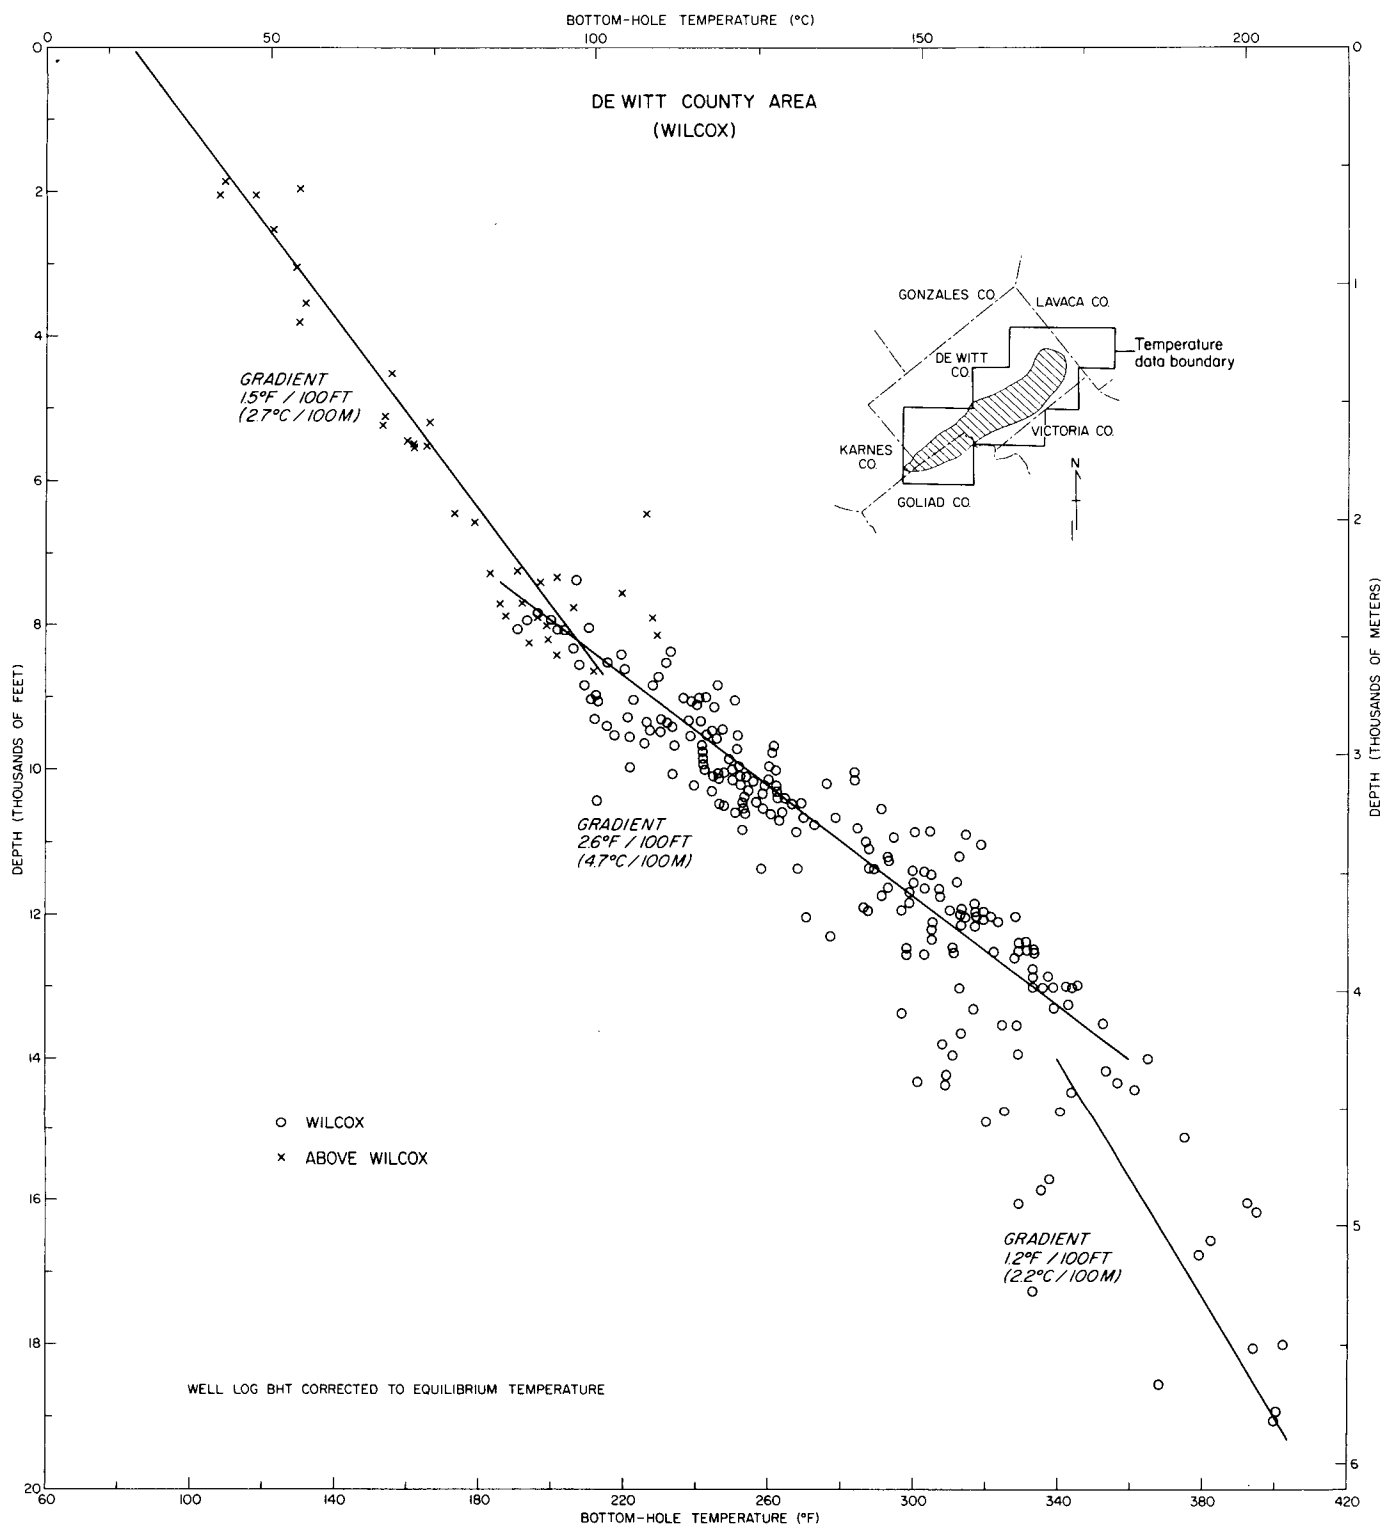 BOTTOM-HOLE TEMPERATURE (°C)
0 50 100 150 200
DE WITT COUNTY AREA
(WILCOX)
0
2
4
6
8
10
12
14
16
18
20
DEPTH (THOUSANDS OF FEET)
0
1
2
3
4
5
6
DEPTH (THOUSANDS OF METERS)
GONZALES CO.
LAVACA CO.
Temperature
data boundary
DE WITT
CO.
VICTORIA CO.
KARNES
CO.
N
GOLIAD CO.
GRADIENT
1.5°F / 100FT
(2.7°C / 100M)
GRADIENT
2.6°F / 100FT
(4.7°C / 100M)
WILCOX
× ABOVE WILCOX
GRADIENT
1.2°F / 100FT
(2.2°C / 100M)
WELL LOG BHT CORRECTED TO EQUILIBRIUM TEMPERATURE
60 100 140 180 220 260 300 340 380 420
BOTTOM-HOLE TEMPERATURE (°F)